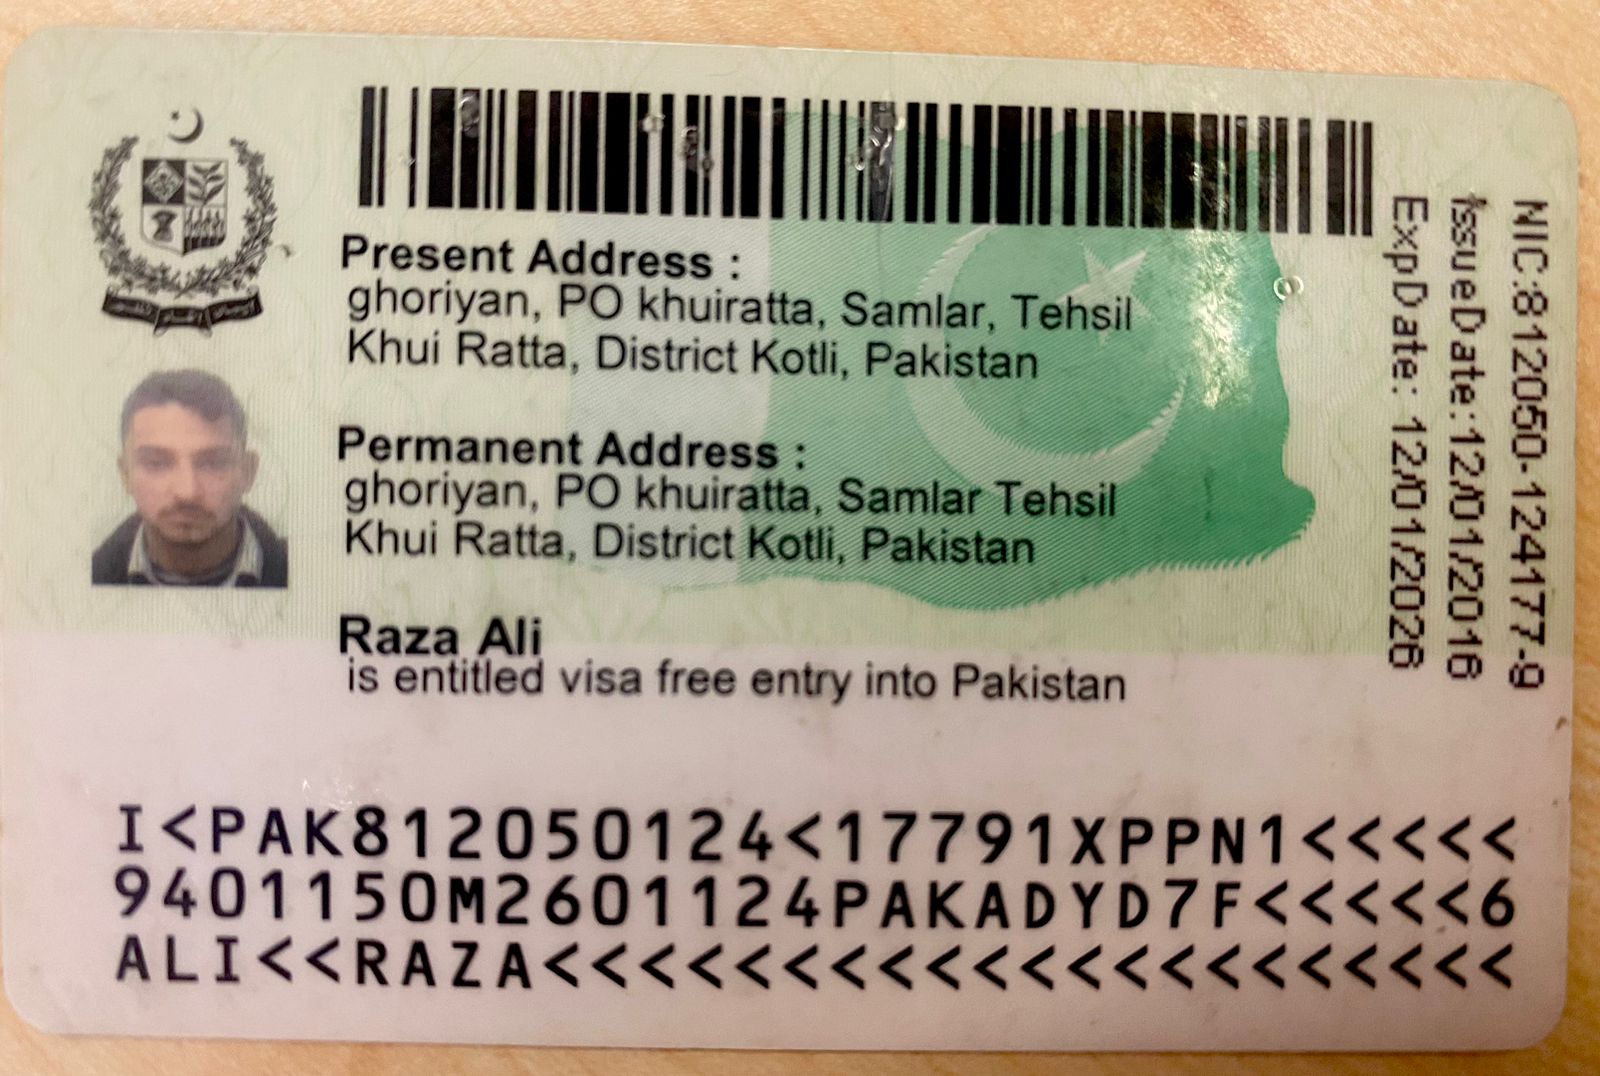 Present Address :
ghoriyan, PO khuiratta, Samlar, Tehsil
Khui Ratta, District Kotli, Pakistan
Permanent Address :
ghoriyan, PO khuiratta, Samlar Tehsil
Khui Ratta, District Kotli, Pakistan
Raza Ali
is entitled visa free entry into Pakistan
NIC:812050-124177-9
IssueDate:12/01/2016
ExpDate: 12/01/2026
I<PAK812050124<17791XPPN1<<<<<
9401150M2601124PAKADYD7F<<<<<6
ALI<<RAZA<<<<<<<<<<<<<<<<<<<<<